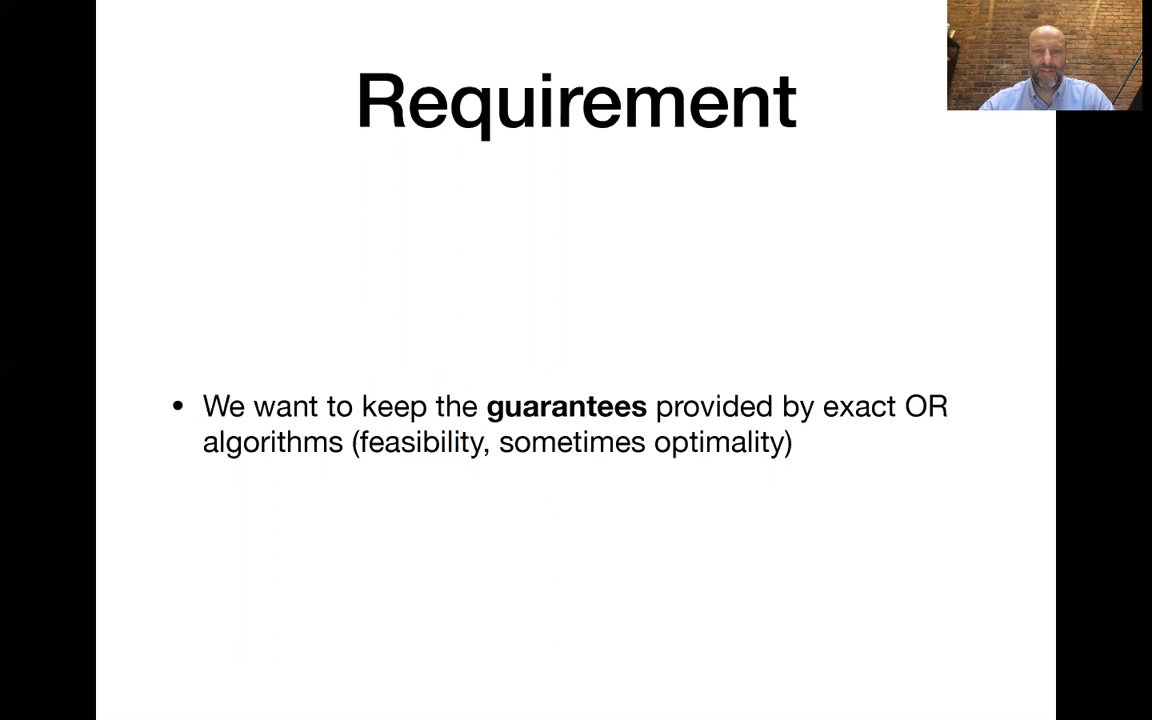 Requirement
• We want to keep the guarantees provided by exact OR
algorithms (feasibility, sometimes optimality)